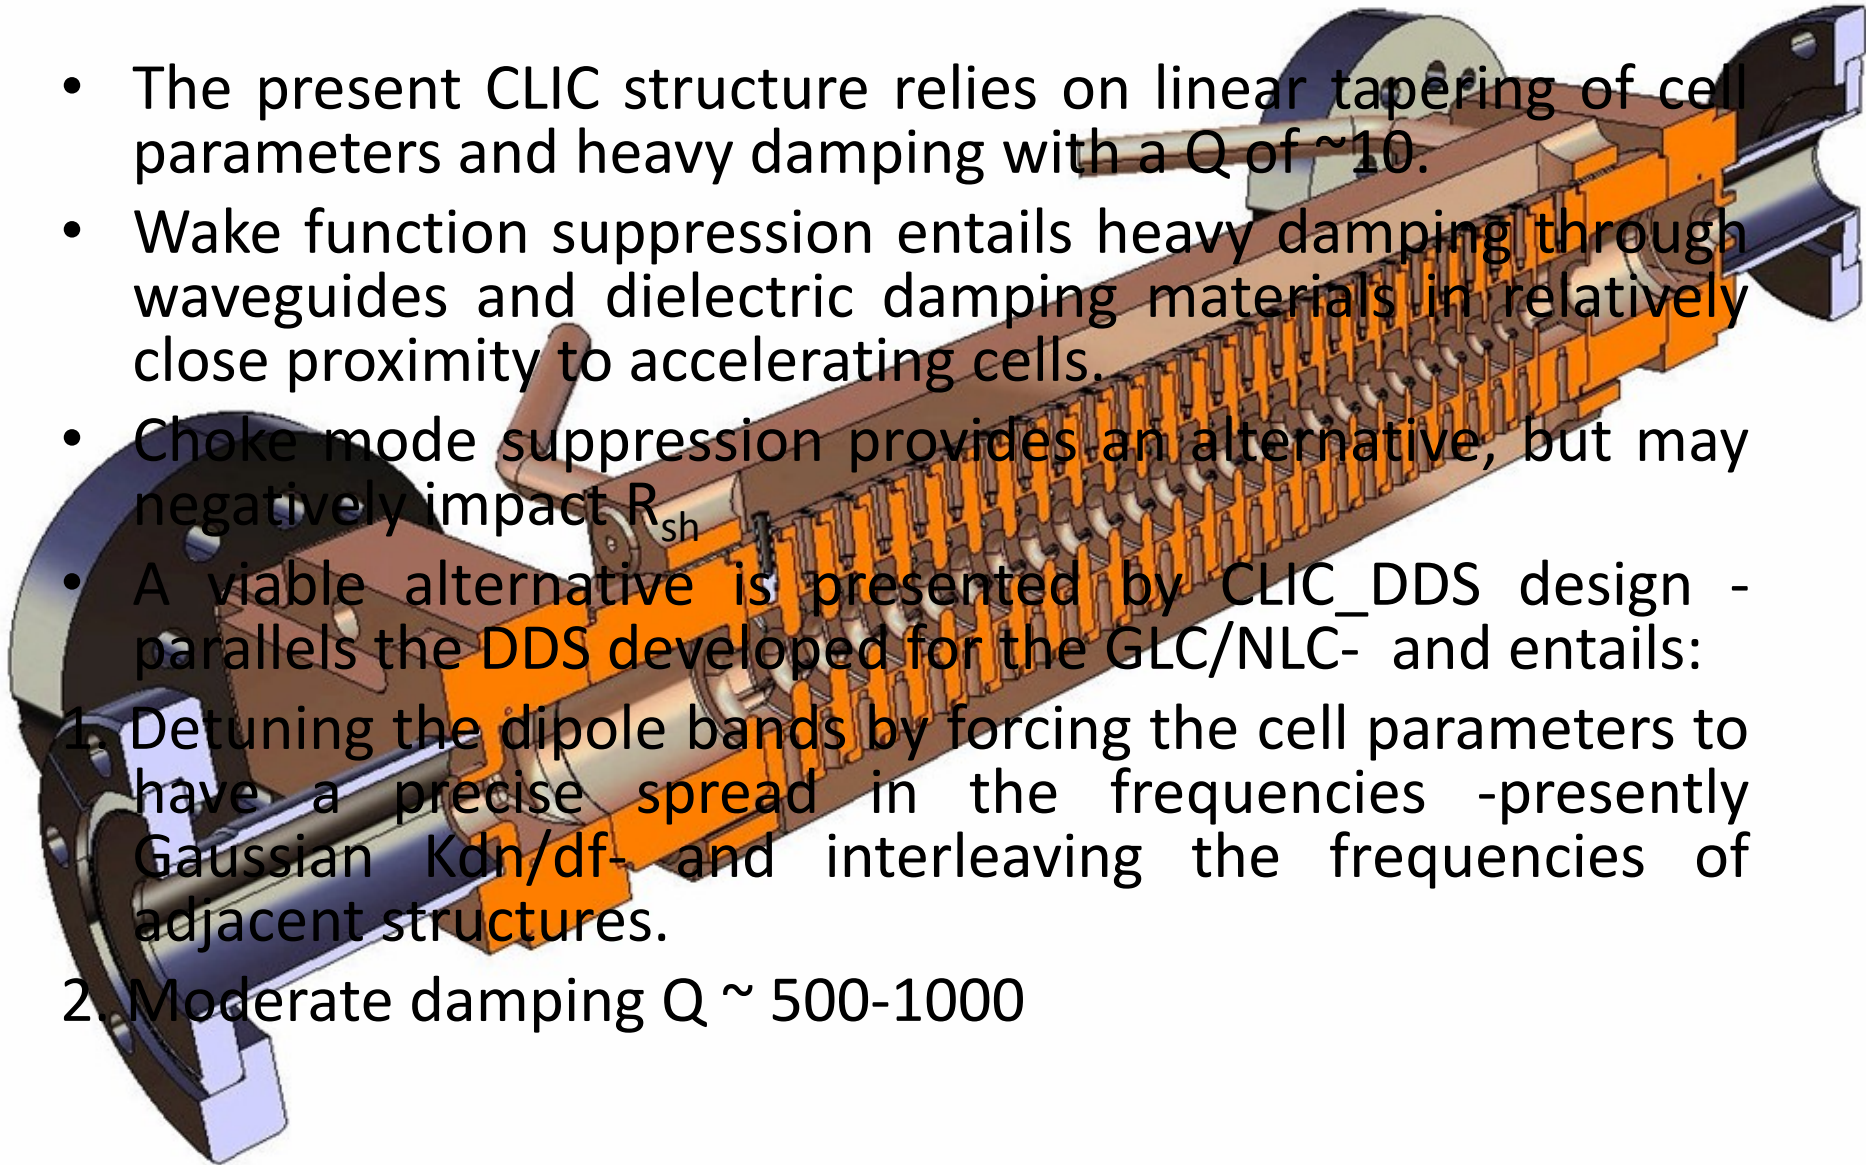 • The present CLIC structure relies on linear tapering of cell
parameters and heavy damping with a Q of ~10.
• Wake function suppression entails heavy damping through
waveguides and dielectric damping materials in relatively
close proximity to accelerating cells.
• Choke mode suppression provides an alternative, but may
negatively impact Rsh
• A viable alternative is presented by CLIC_DDS design -
parallels the DDS developed for the GLC/NLC- and entails:
1. Detuning the dipole bands by forcing the cell parameters to
have a precise spread in the frequencies -presently
Gaussian Kdn/df- and interleaving the frequencies of
adjacent structures.
2. Moderate damping Q ~ 500-1000